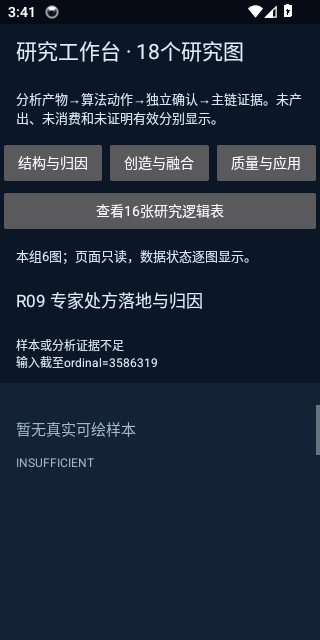 3:41
研究工作台 · 18个研究图
分析产物→算法动作→独立确认→主链证据。未产
出、未消费和未证明有效分别显示。
结构与归因
创造与融合
质量与应用
查看16张研究逻辑表
本组6图；页面只读，数据状态逐图显示。
R09 专家处方落地与归因
样本或分析证据不足
输入截至ordinal=3586319
暂无真实可绘样本
INSUFFICIENT